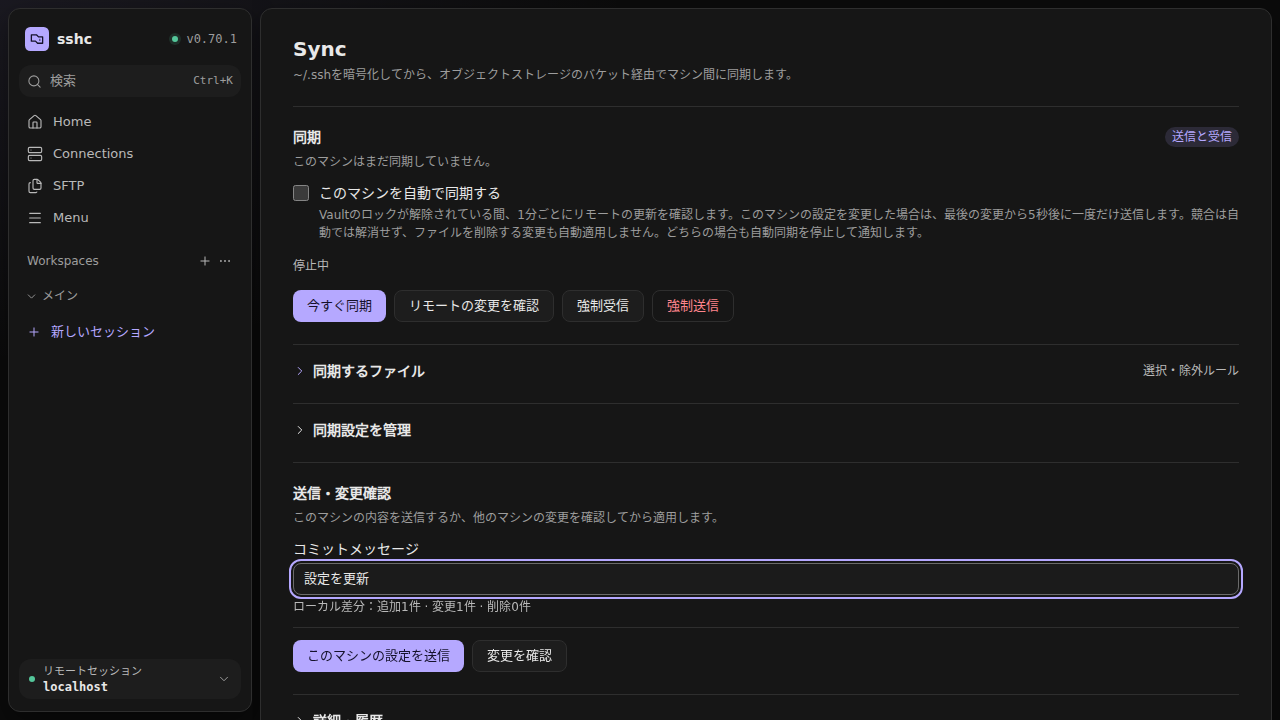 sshc
v0.70.1
検索
Ctrl+K
Home
Connections
SFTP
Menu
Workspaces
メイン
新しいセッション
リモートセッション
localhost
Sync
~/.sshを暗号化してから、オブジェクトストレージのバケット経由でマシン間に同期します。
同期
送信と受信
このマシンはまだ同期していません。
このマシンを自動で同期する
Vaultのロックが解除されている間、1分ごとにリモートの更新を確認します。このマシンの設定を変更した場合は、最後の変更から5秒後に一度だけ送信します。競合は自
動では解消せず、ファイルを削除する変更も自動適用しません。どちらの場合も自動同期を停止して通知します。
停止中
今すぐ同期
リモートの変更を確認
強制受信
強制送信
同期するファイル
選択・除外ルール
同期設定を管理
送信・変更確認
このマシンの内容を送信するか、他のマシンの変更を確認してから適用します。
コミットメッセージ
設定を更新
ローカル差分：追加1件 · 変更1件 · 削除0件
このマシンの設定を送信
変更を確認
詳細・履歴